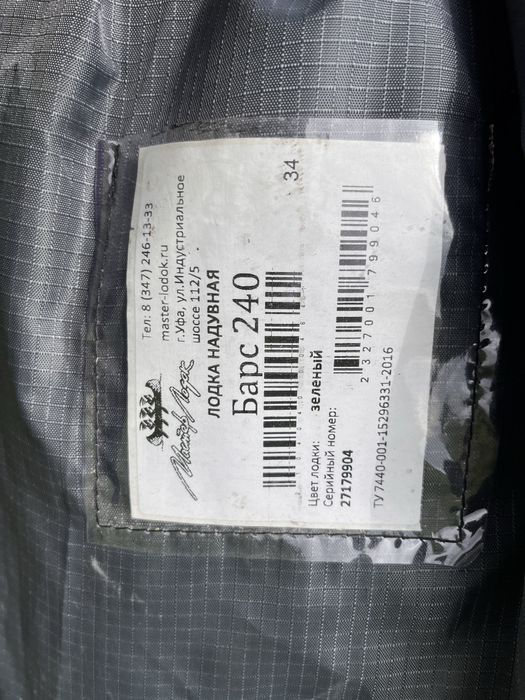 Мастер Лодок
Тел: 8 (347) 246-13-33
master-lodok.ru
г.Уфа, ул.Индустриальное
шоссе 112/5
ЛОДКА НАДУВНАЯ
Барс 240
34
Цвет лодки: зеленый
Серийный номер:
27179904
2327001799046
ТУ 7440-001-15296331-2016